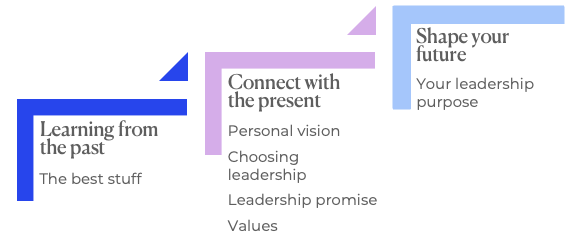 Learning from
the past
The best stuff
Connect with
the present
Personal vision
Choosing
leadership
Leadership promise
Values
Shape your
future
Your leadership
purpose